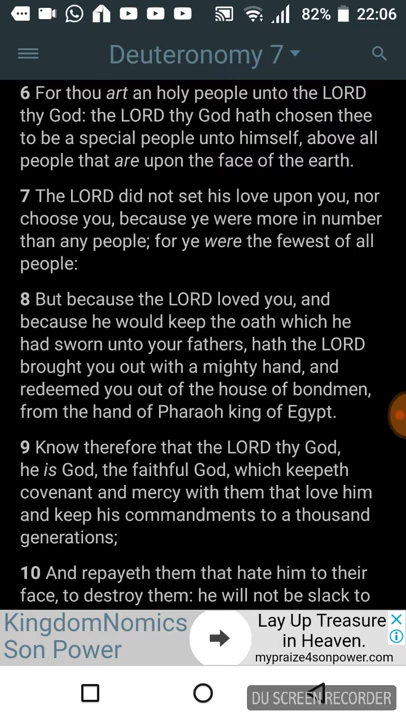 82% 22:06
Deuteronomy 7
6 For thou art an holy people unto the LORD
thy God: the LORD thy God hath chosen thee
to be a special people unto himself, above all
people that are upon the face of the earth.
7 The LORD did not set his love upon you, nor
choose you, because ye were more in number
than any people; for ye were the fewest of all
people:
8 But because the LORD loved you, and
because he would keep the oath which he
had sworn unto your fathers, hath the LORD
brought you out with a mighty hand, and
redeemed you out of the house of bondmen,
from the hand of Pharaoh king of Egypt.
9 Know therefore that the LORD thy God,
he is God, the faithful God, which keepeth
covenant and mercy with them that love him
and keep his commandments to a thousand
generations;
10 And repayeth them that hate him to their
face, to destroy them: he will not be slack to
KingdomNomics
Son Power
Lay Up Treasure
in Heaven.
mypraize4sonpower.com
DU SCREEN RECORDER